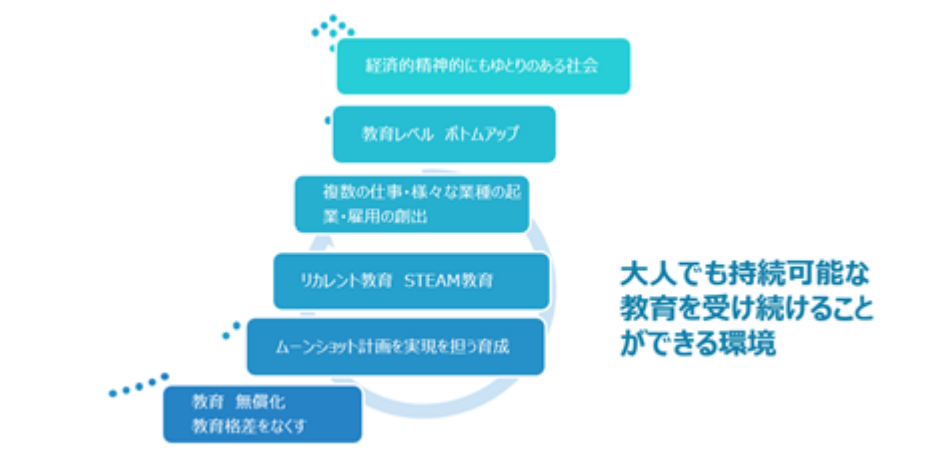 経済的精神的にもゆとりのある社会
教育レベル ボトムアップ
複数の仕事・様々な業種の起
業・雇用の創出
リカレント教育 STEAM教育
ムーンショット計画を実現を担う育成
教育 無償化
教育格差をなくす
大人でも持続可能な
教育を受け続けること
ができる環境